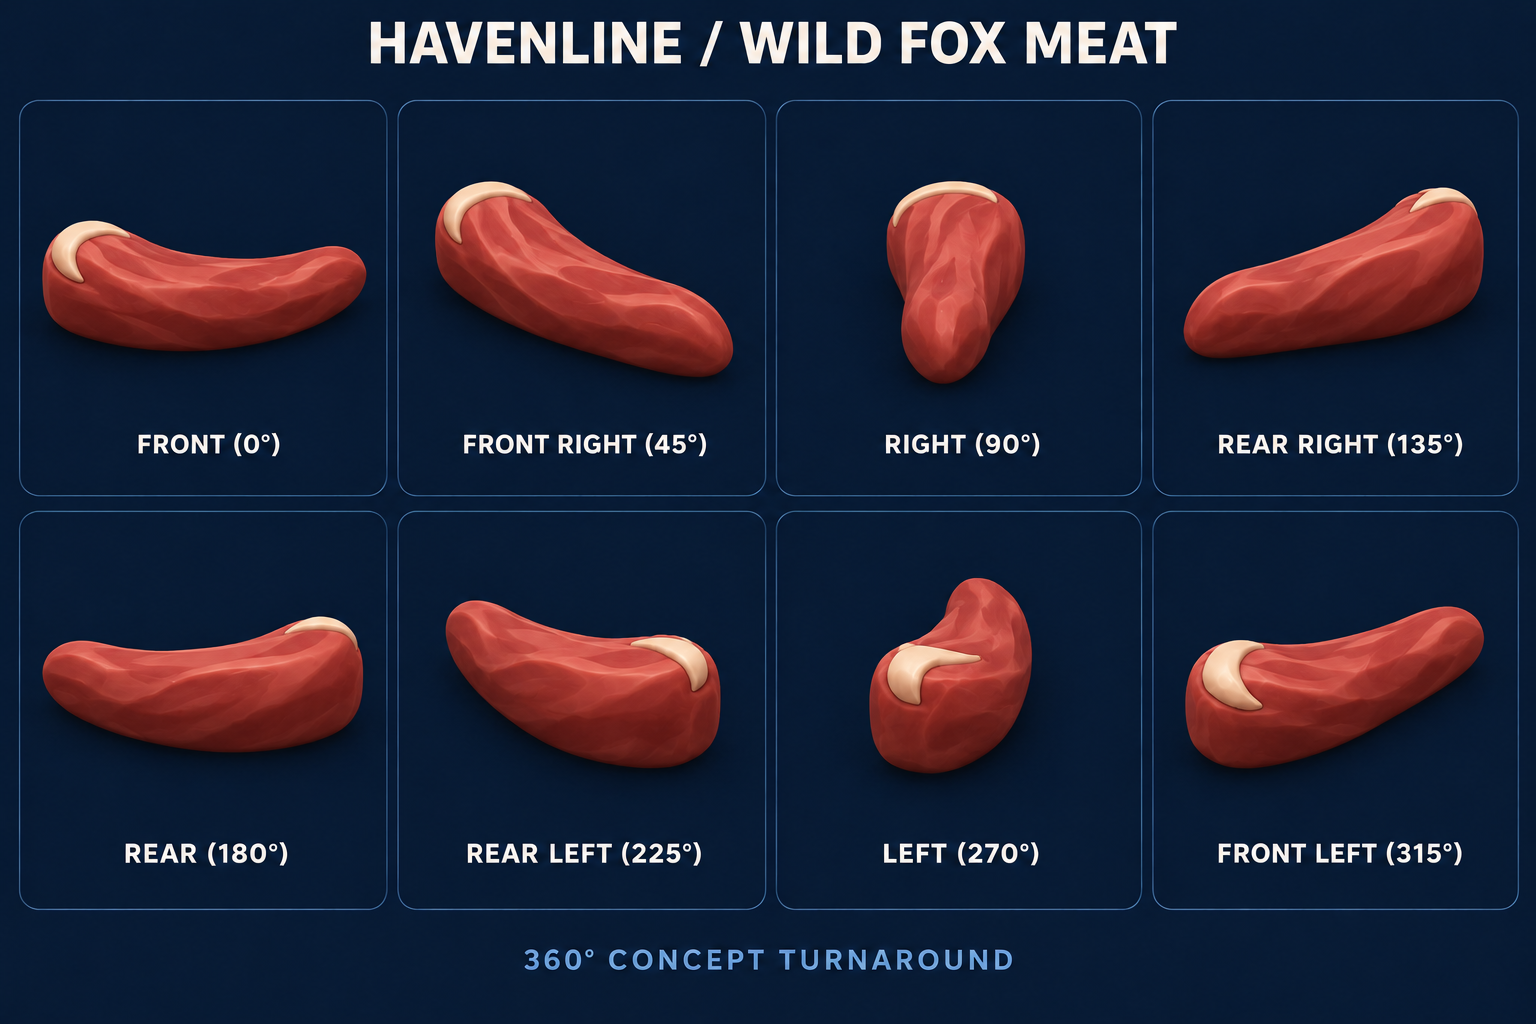 HAVENLINE / WILD FOX MEAT
FRONT (0°)
FRONT RIGHT (45°)
RIGHT (90°)
REAR RIGHT (135°)
REAR (180°)
REAR LEFT (225°)
LEFT (270°)
FRONT LEFT (315°)
360° CONCEPT TURNAROUND